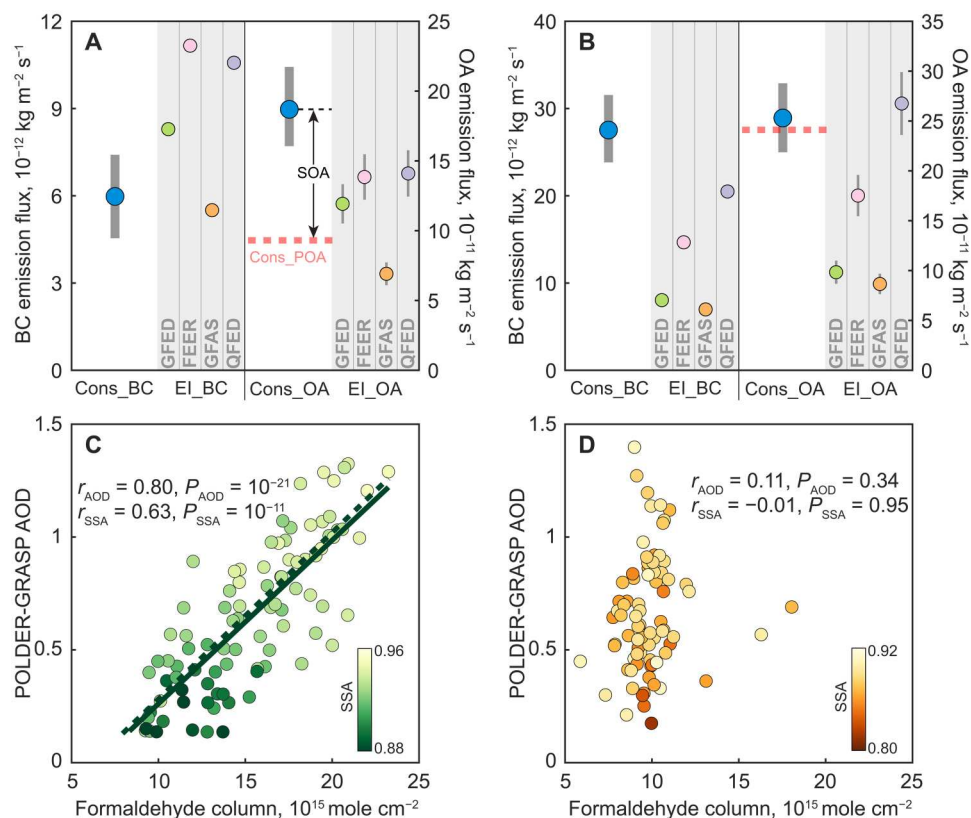 A
BC emission flux, 10⁻¹² kg m⁻² s⁻¹
12
9
6
3
0
OA emission flux, 10⁻¹¹ kg m⁻² s⁻¹
25
20
15
10
5
0
SOA
Cons_POA
GFED
FEER
GFAS
QFED
GFED
FEER
GFAS
QFED
Cons_BC
EI_BC
Cons_OA
EI_OA
B
BC emission flux, 10⁻¹² kg m⁻² s⁻¹
40
30
20
10
0
OA emission flux, 10⁻¹¹ kg m⁻² s⁻¹
35
30
25
20
15
10
5
0
GFED
FEER
GFAS
QFED
GFED
FEER
GFAS
QFED
Cons_BC
EI_BC
Cons_OA
EI_OA
C
POLDER-GRASP AOD
1.5
1
0.5
0
r_AOD = 0.80, P_AOD = 10⁻²¹
r_SSA = 0.63, P_SSA = 10⁻¹¹
0.96
SSA
0.88
5 10 15 20 25
Formaldehyde column, 10¹⁵ mole cm⁻²
D
POLDER-GRASP AOD
1.5
1
0.5
0
r_AOD = 0.11, P_AOD = 0.34
r_SSA = −0.01, P_SSA = 0.95
0.92
SSA
0.80
5 10 15 20 25
Formaldehyde column, 10¹⁵ mole cm⁻²